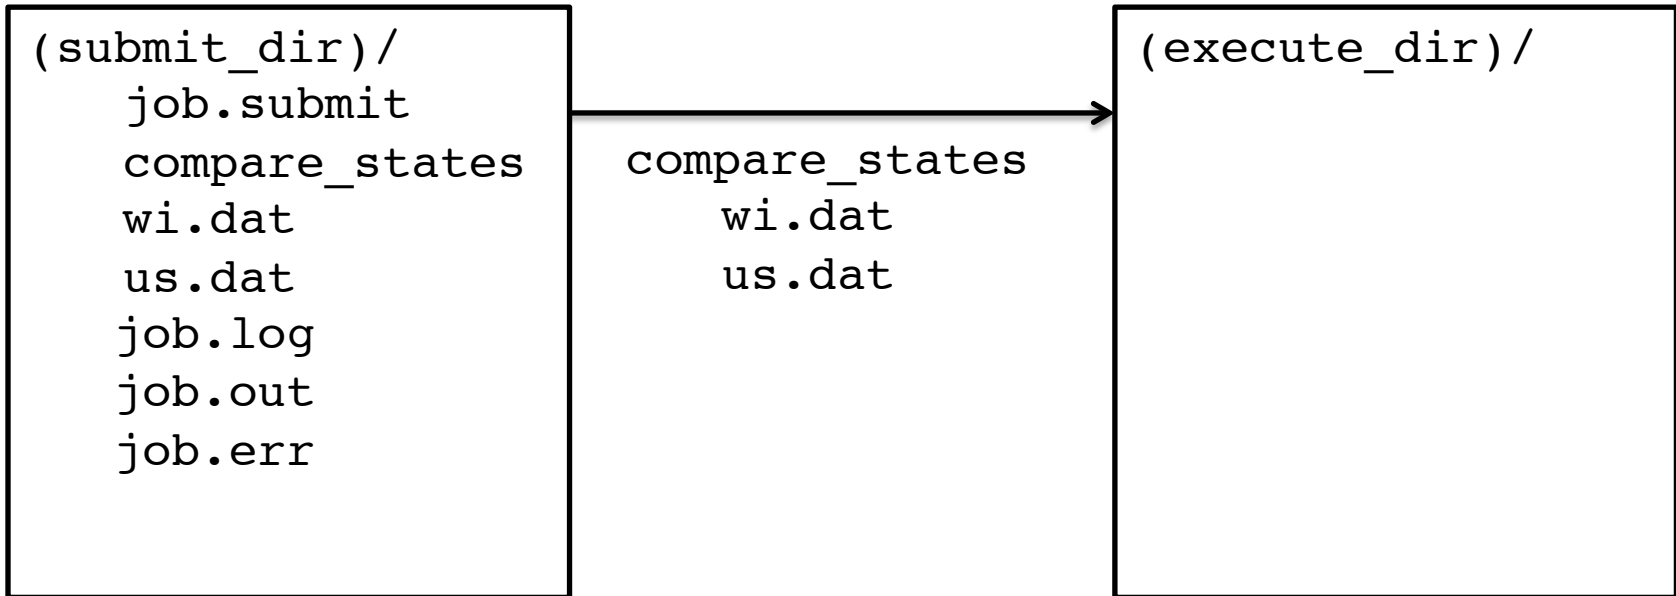 (submit_dir)/
job.submit
compare_states
wi.dat
us.dat
job.log
job.out
job.err
compare_states
wi.dat
us.dat
(execute_dir)/